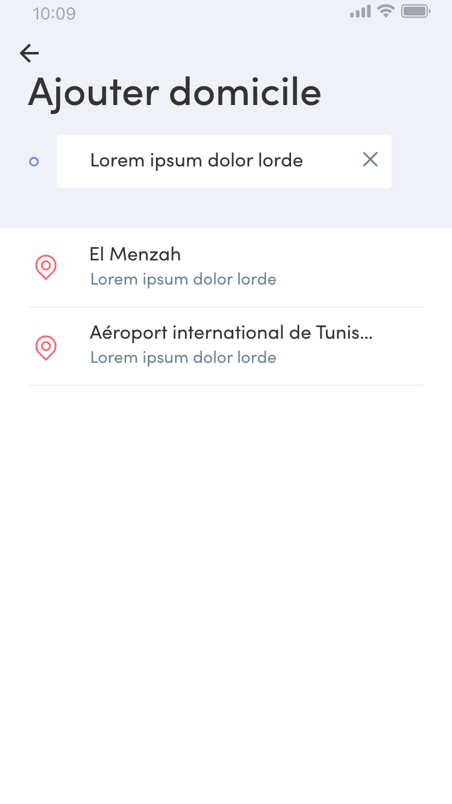 10:09
Ajouter domicile
Lorem ipsum dolor lorde
El Menzah
Lorem ipsum dolor lorde
Aéroport international de Tunis...
Lorem ipsum dolor lorde